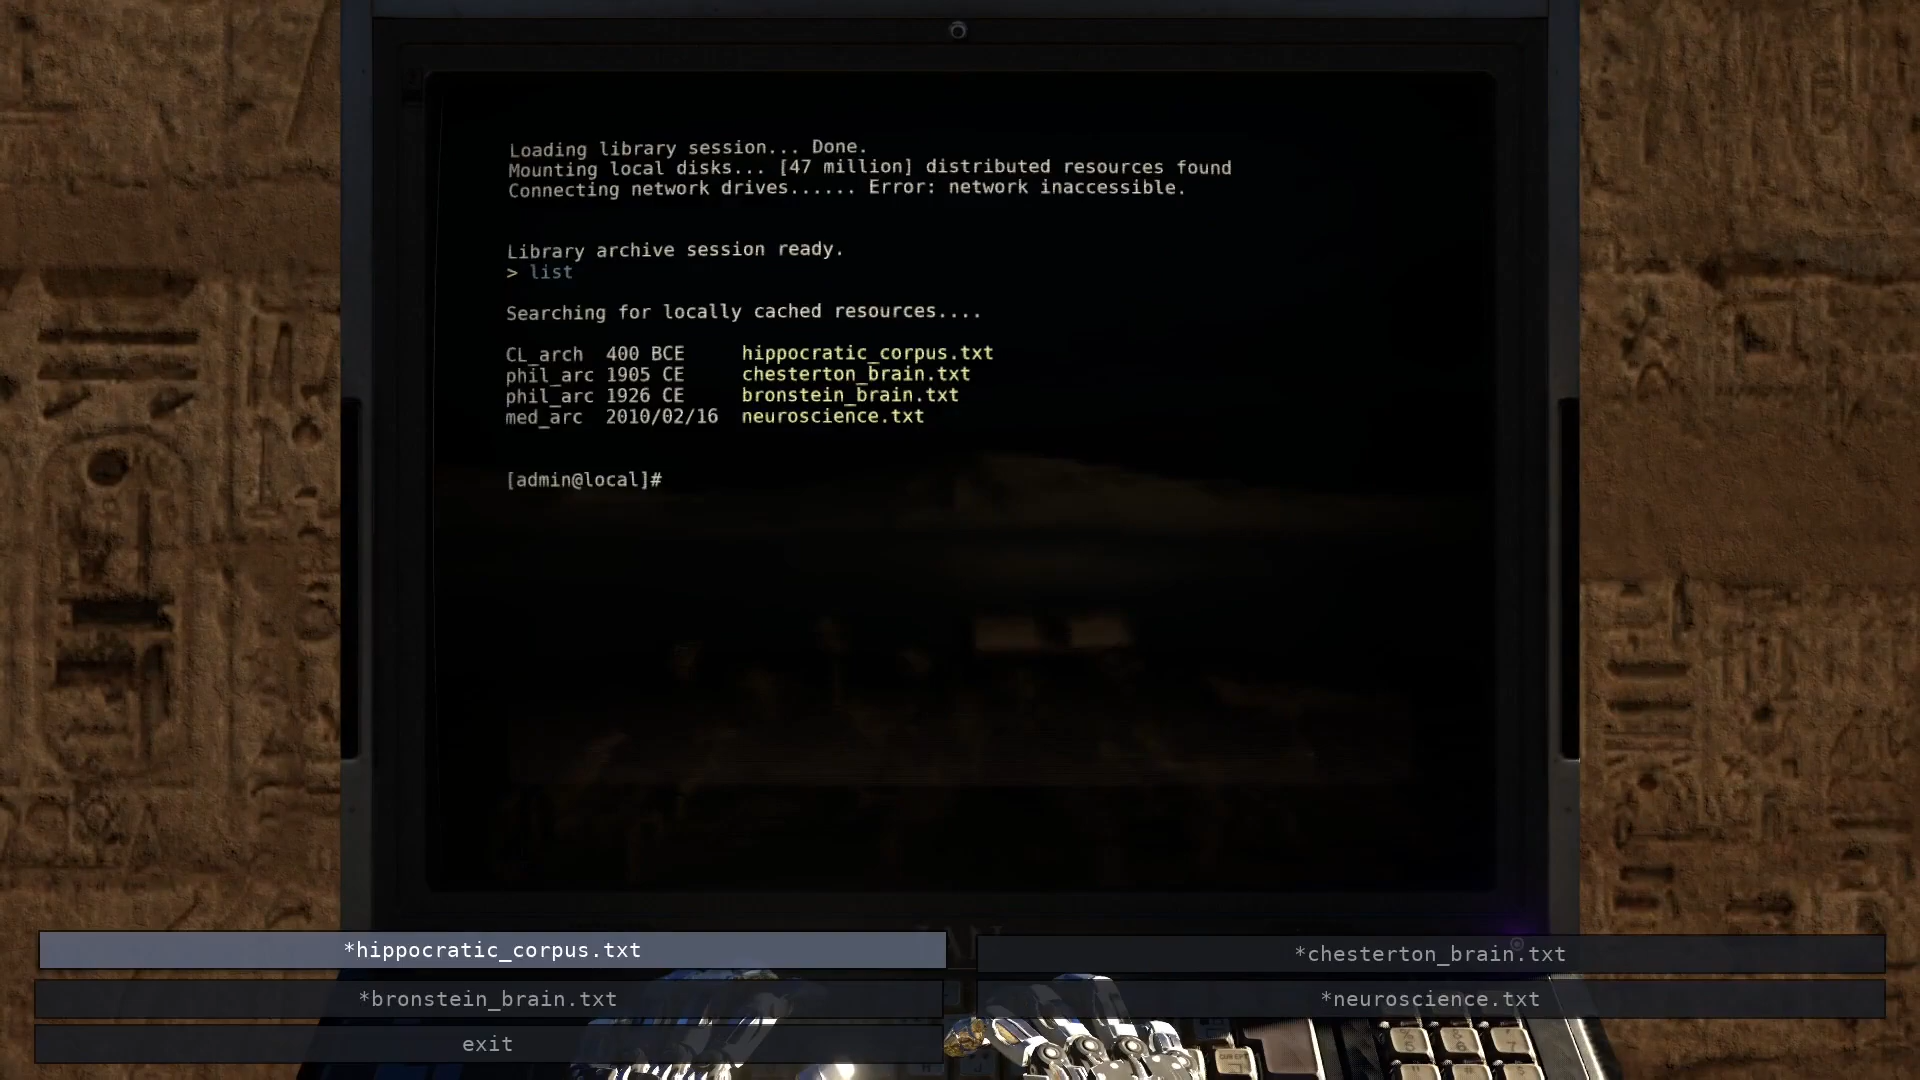 Loading library session... Done.
Mounting local disks... [47 million] distributed resources found
Connecting network drives...... Error: network inaccessible.
Library archive session ready.
> list
Searching for locally cached resources....
CL_arch 400 BCE hippocratic_corpus.txt
phil_arc 1905 CE chesterton_brain.txt
phil_arc 1926 CE bronstein_brain.txt
med_arc 2010/02/16 neuroscience.txt
[admin@local]#
*hippocratic_corpus.txt
*chesterton_brain.txt
*bronstein_brain.txt
*neuroscience.txt
exit